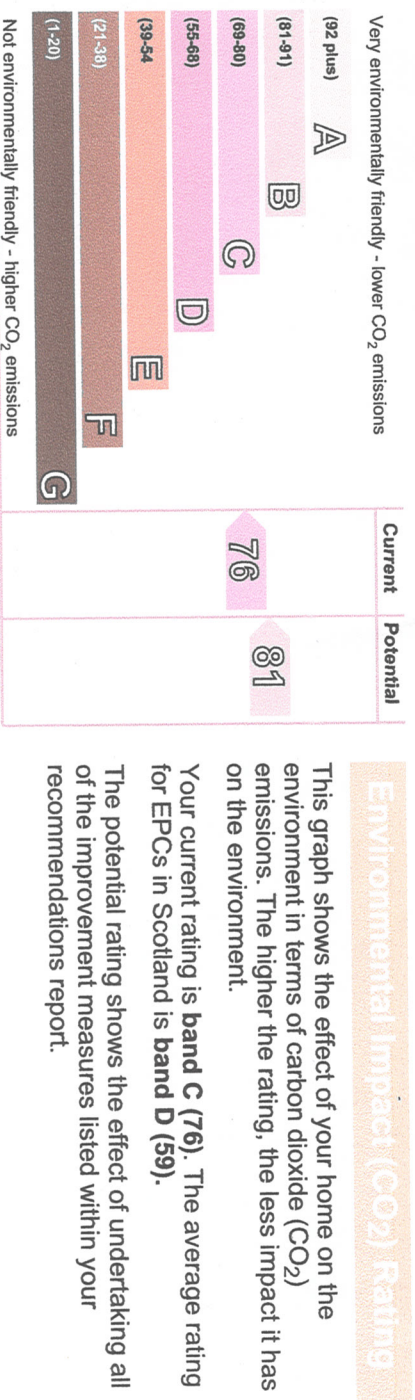 Very environmentally friendly - lower CO₂ emissions
Current
Potential
(92 plus) A
(81-91) B
(69-80) C
(55-68) D
(39-54 E
(21-38) F
(1-20) G
76
81
Not environmentally friendly - higher CO₂ emissions
Environmental Impact (CO2) Rating
This graph shows the effect of your home on the
environment in terms of carbon dioxide (CO₂)
emissions. The higher the rating, the less impact it has
on the environment.
Your current rating is band C (76). The average rating
for EPCs in Scotland is band D (59).
The potential rating shows the effect of undertaking all
of the improvement measures listed within your
recommendations report.